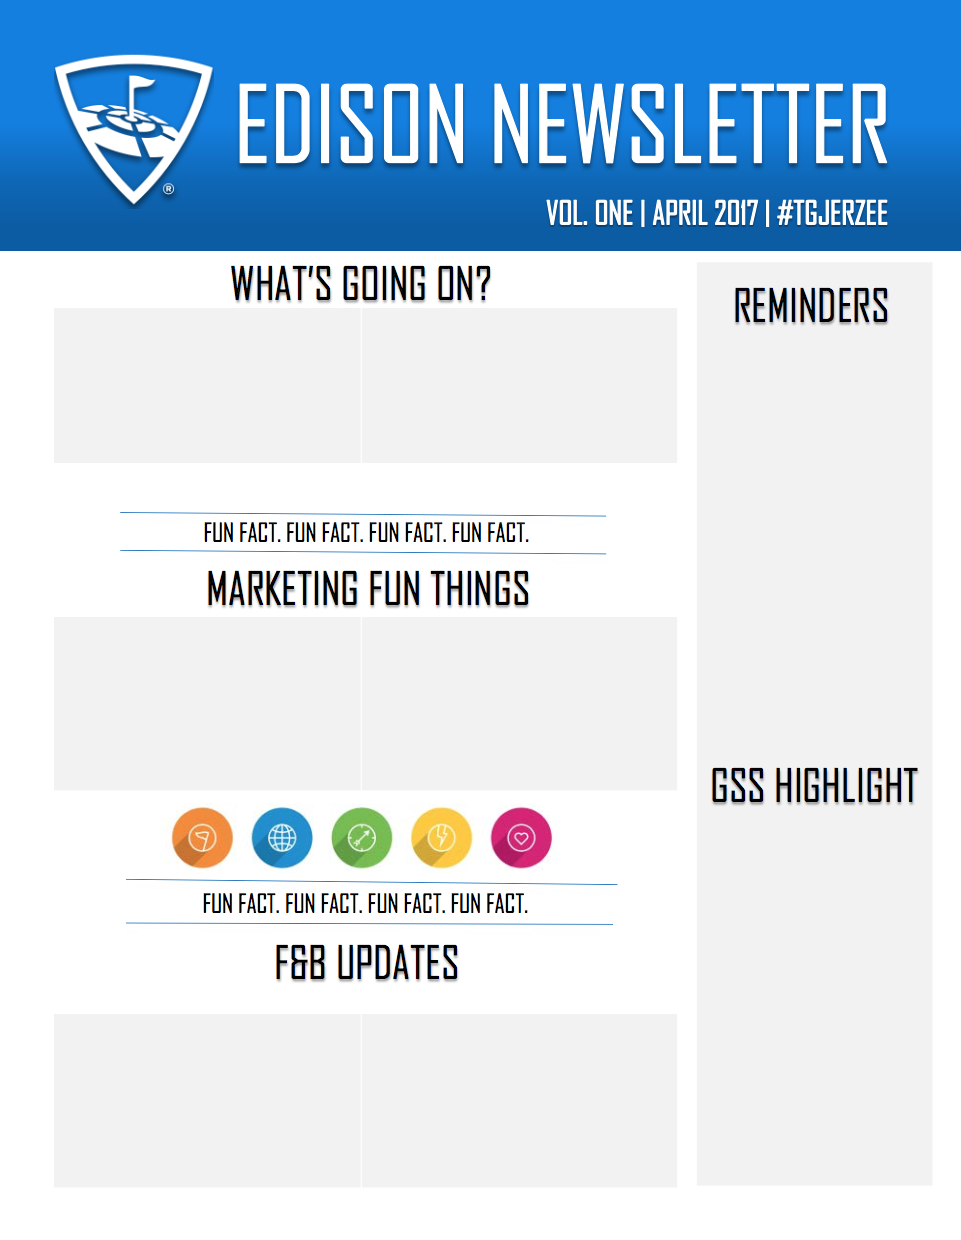 EDISON NEWSLETTER
®
VOL. ONE | APRIL 2017 | #TGJERZEE
WHAT'S GOING ON?
FUN FACT. FUN FACT. FUN FACT. FUN FACT.
MARKETING FUN THINGS
FUN FACT. FUN FACT. FUN FACT. FUN FACT.
F&B UPDATES
REMINDERS
GSS HIGHLIGHT